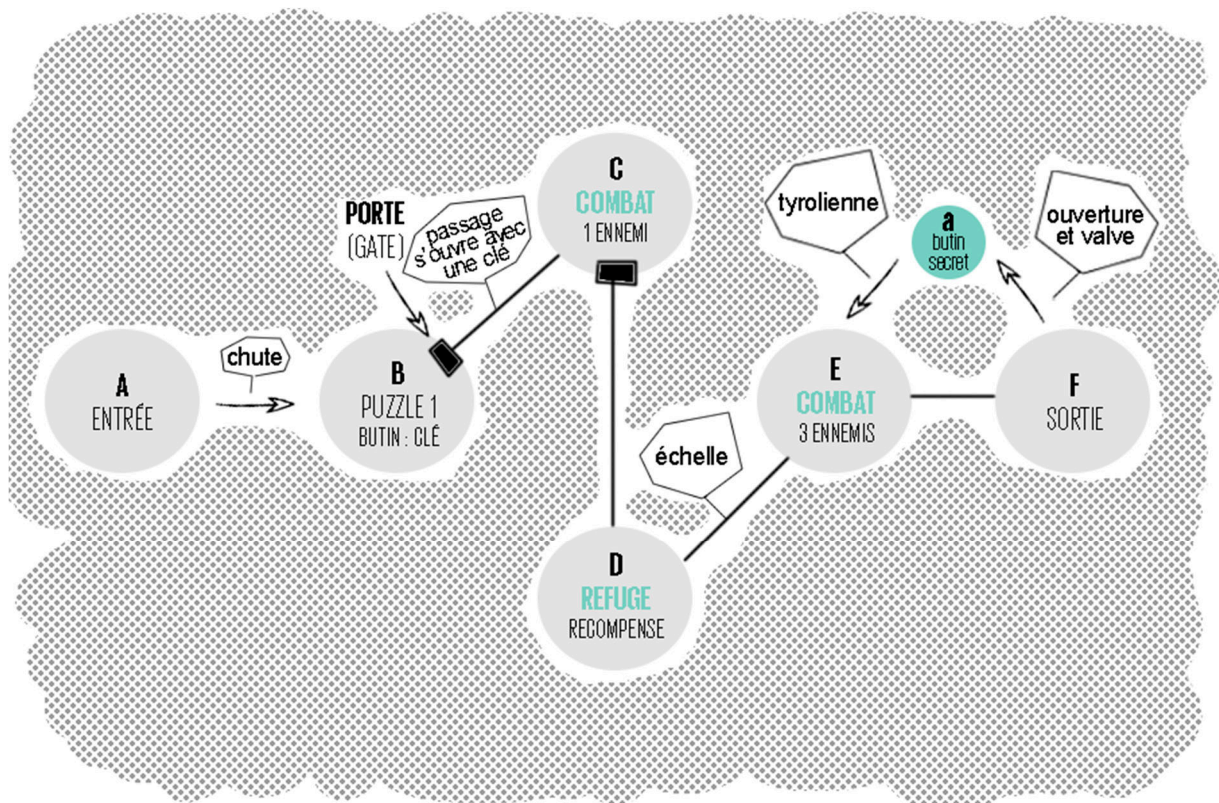 A
ENTRÉE
chute
B
PUZZLE 1
BUTIN : CLÉ
PORTE
(GATE)
passage
s ouvre avec
une clé
C
COMBAT
1 ENNEMI
D
REFUGE
RECOMPENSE
échelle
E
COMBAT
3 ENNEMIS
tyrolienne
a
butin
secret
ouverture
et valve
F
SORTIE